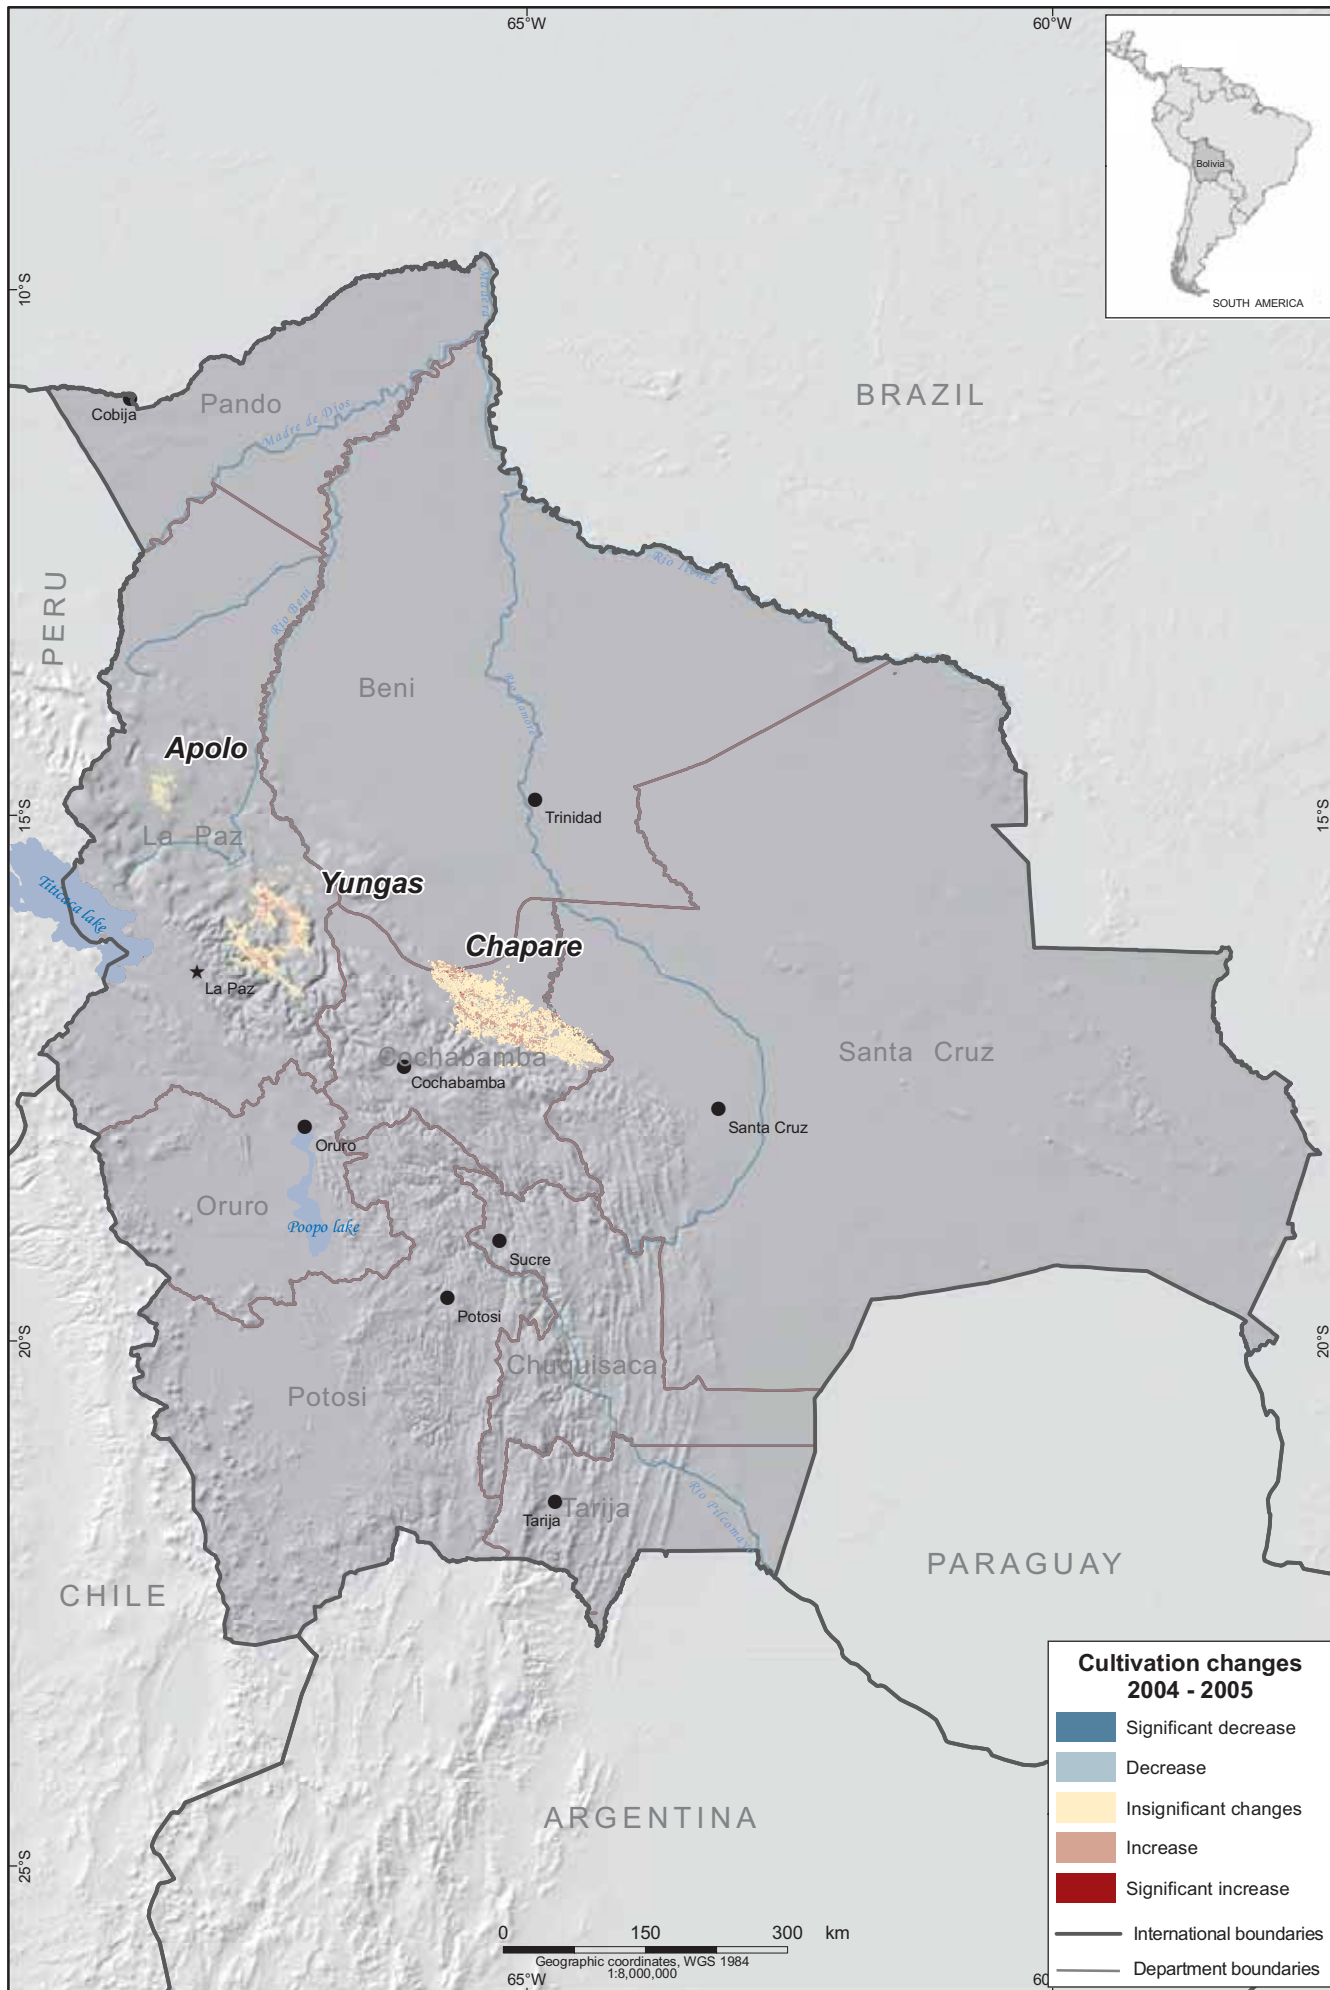 65°W
60°W
Bolivia
SOUTH AMERICA
10°S
Madera
BRAZIL
Cobija
Pando
Madre de Dios
PERU
Rio Itenez
Rio Beni
Beni
Rio Mamore
Apolo
15°S
15°S
Trinidad
La Paz
Titicaca lake
Yungas
Chapare
La Paz
Cochabamba
Cochabamba
Santa Cruz
Santa Cruz
Oruro
Oruro
Poopo lake
Sucre
Potosi
20°S
20°S
Chuquisaca
Potosi
Rio Pilcomayo
Tarija
Tarija
PARAGUAY
CHILE
Cultivation changes
2004 - 2005
Significant decrease
Decrease
Insignificant changes
Increase
Significant increase
International boundaries
Department boundaries
ARGENTINA
25°S
0 150 300 km
Geographic coordinates, WGS 1984
1:8,000,000
65°W
60